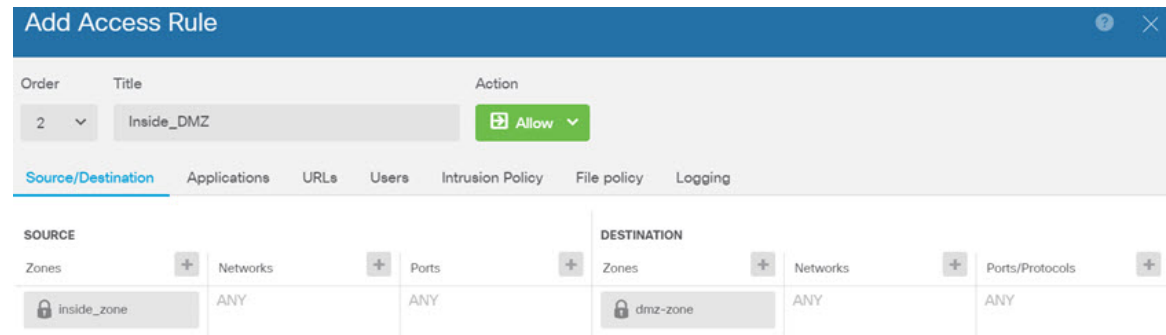 Add Access Rule
Order Title Action
2 Inside_DMZ Allow
Source/Destination Applications URLs Users Intrusion Policy File policy Logging
SOURCE DESTINATION
Zones Networks Ports Zones Networks Ports/Protocols
inside_zone ANY ANY dmz-zone ANY ANY